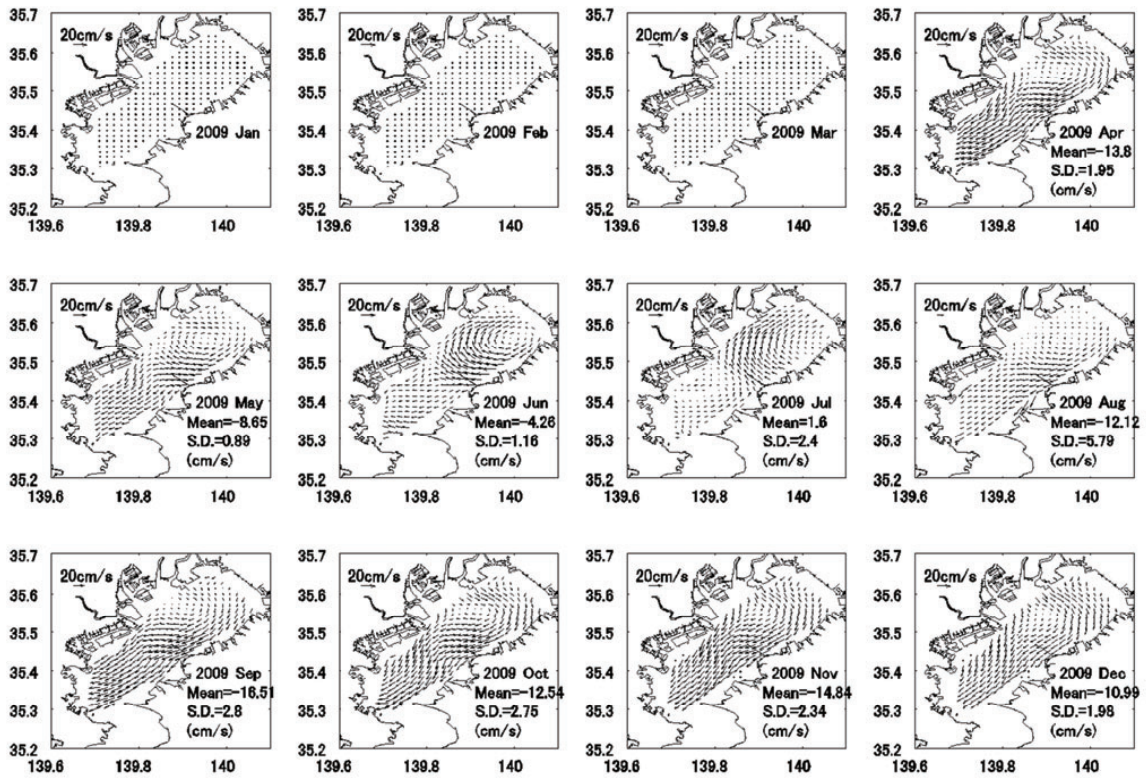 35.7
35.6
35.5
35.4
35.3
35.2
139.6 139.8 140
20cm/s
2009 Jan
35.7
35.6
35.5
35.4
35.3
35.2
139.6 139.8 140
20cm/s
2009 Feb
35.7
35.6
35.5
35.4
35.3
35.2
139.6 139.8 140
20cm/s
2009 Mar
35.7
35.6
35.5
35.4
35.3
35.2
139.6 139.8 140
20cm/s
2009 Apr
Mean=-13.8
S.D.=1.95
(cm/s)
35.7
35.6
35.5
35.4
35.3
35.2
139.6 139.8 140
20cm/s
2009 May
Mean=-8.65
S.D.=0.89
(cm/s)
35.7
35.6
35.5
35.4
35.3
35.2
139.6 139.8 140
20cm/s
2009 Jun
Mean=-4.26
S.D.=1.16
(cm/s)
35.7
35.6
35.5
35.4
35.3
35.2
139.6 139.8 140
20cm/s
2009 Jul
Mean=1.6
S.D.=2.4
(cm/s)
35.7
35.6
35.5
35.4
35.3
35.2
139.6 139.8 140
20cm/s
2009 Aug
Mean=-12.12
S.D.=5.79
(cm/s)
35.7
35.6
35.5
35.4
35.3
35.2
139.6 139.8 140
20cm/s
2009 Sep
Mean=-16.51
S.D.=2.8
(cm/s)
35.7
35.6
35.5
35.4
35.3
35.2
139.6 139.8 140
20cm/s
2009 Oct
Mean=-12.54
S.D.=2.75
(cm/s)
35.7
35.6
35.5
35.4
35.3
35.2
139.6 139.8 140
20cm/s
2009 Nov
Mean=-14.84
S.D.=2.34
(cm/s)
35.7
35.6
35.5
35.4
35.3
35.2
139.6 139.8 140
20cm/s
2009 Dec
Mean=-10.99
S.D.=1.98
(cm/s)